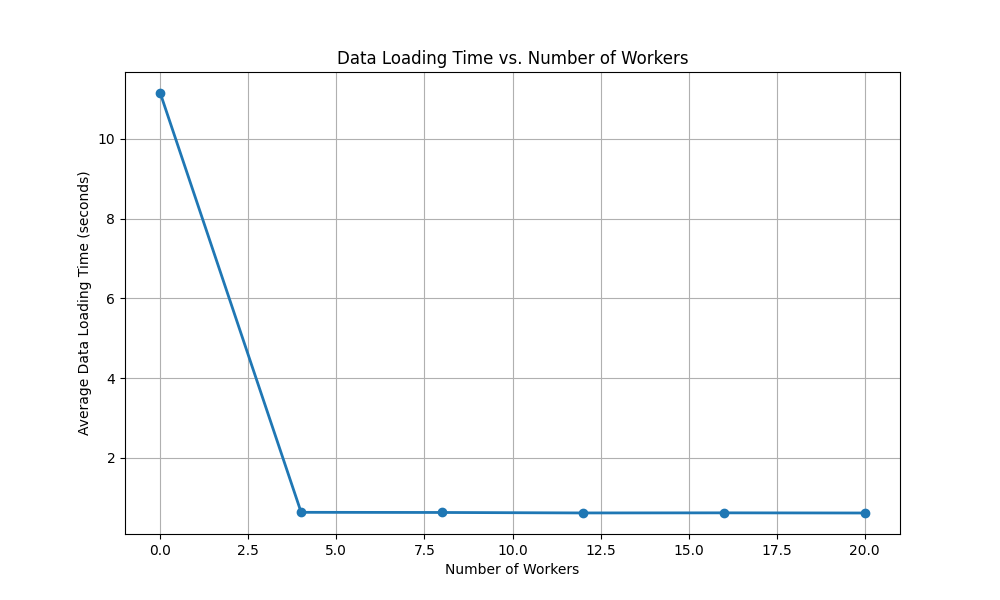 Data Loading Time vs. Number of Workers
Average Data Loading Time (seconds)
10
8
6
4
2
0.0 2.5 5.0 7.5 10.0 12.5 15.0 17.5 20.0
Number of Workers